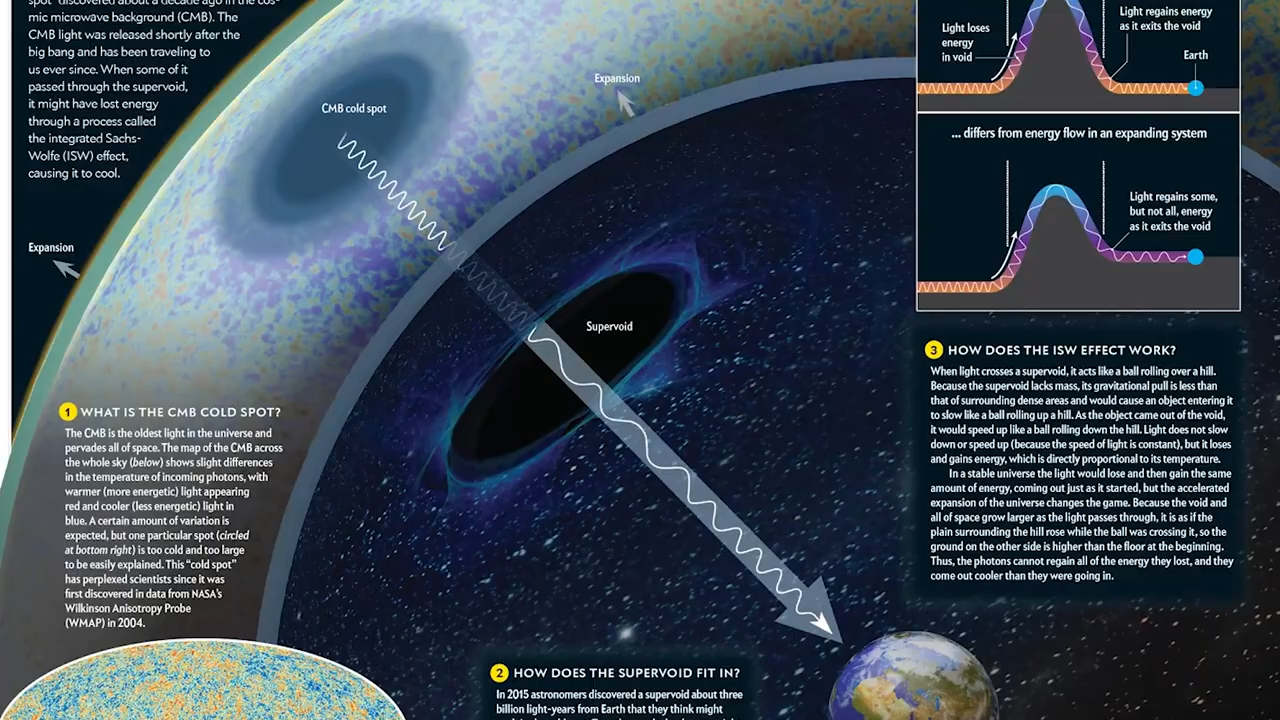 spot" discovered about a decade ago in the cos-
mic microwave background (CMB). The
CMB light was released shortly after the
big bang and has been traveling to
us ever since. When some of it
passed through the supervoid,
it might have lost energy
through a process called
the integrated Sachs-
Wolfe (ISW) effect,
causing it to cool.
Expansion
CMB cold spot
Expansion
Supervoid
Light loses
energy
in void
Light regains energy
as it exits the void
Earth
... differs from energy flow in an expanding system
Light regains some,
but not all, energy
as it exits the void
1 WHAT IS THE CMB COLD SPOT?
The CMB is the oldest light in the universe and
pervades all of space. The map of the CMB across
the whole sky (below) shows slight differences
in the temperature of incoming photons, with
warmer (more energetic) light appearing
red and cooler (less energetic) light in
blue. A certain amount of variation is
expected, but one particular spot (circled
at bottom right) is too cold and too large
to be easily explained. This "cold spot"
has perplexed scientists since it was
first discovered in data from NASA's
Wilkinson Anisotropy Probe
(WMAP) in 2004.
2 HOW DOES THE SUPERVOID FIT IN?
In 2015 astronomers discovered a supervoid about three
billion light-years from Earth that they think might
3 HOW DOES THE ISW EFFECT WORK?
When light crosses a supervoid, it acts like a ball rolling over a hill.
Because the supervoid lacks mass, its gravitational pull is less than
that of surrounding dense areas and would cause an object entering it
to slow like a ball rolling up a hill. As the object came out of the void,
it would speed up like a ball rolling down the hill. Light does not slow
down or speed up (because the speed of light is constant), but it loses
and gains energy, which is directly proportional to its temperature.
In a stable universe the light would lose and then gain the same
amount of energy, coming out just as it started, but the accelerated
expansion of the universe changes the game. Because the void and
all of space grow larger as the light passes through, it is as if the
plain surrounding the hill rose while the ball was crossing it, so the
ground on the other side is higher than the floor at the beginning.
Thus, the photons cannot regain all of the energy they lost, and they
come out cooler than they were going in.